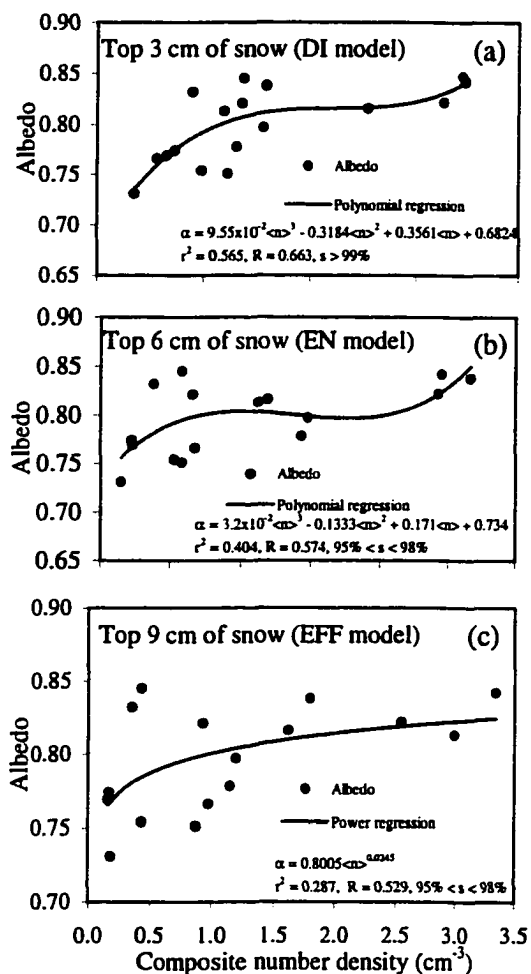 0.90
Top 3 cm of snow (DI model) (a)
0.85
0.80
Albedo
0.75
Albedo
Polynomial regression
0.70
α = 9.55x10⁻²<n>³ - 0.3184<n>² + 0.3561<n> + 0.6824
r² = 0.565, R = 0.663, s > 99%
0.65
0.90
Top 6 cm of snow (EN model) (b)
0.85
0.80
Albedo
0.75
Albedo
Polynomial regression
0.70
α = 3.2x10⁻²<n>³ - 0.1333<n>² + 0.171<n> + 0.734
r² = 0.404, R = 0.574, 95% < s < 98%
0.65
0.90
Top 9 cm of snow (EFF model) (c)
0.85
0.80
Albedo
Albedo
0.75
Power regression
α = 0.8005<n>⁰·⁰³⁴⁵
r² = 0.287, R = 0.529, 95% < s < 98%
0.70
0.0 0.5 1.0 1.5 2.0 2.5 3.0 3.5
Composite number density (cm⁻³)